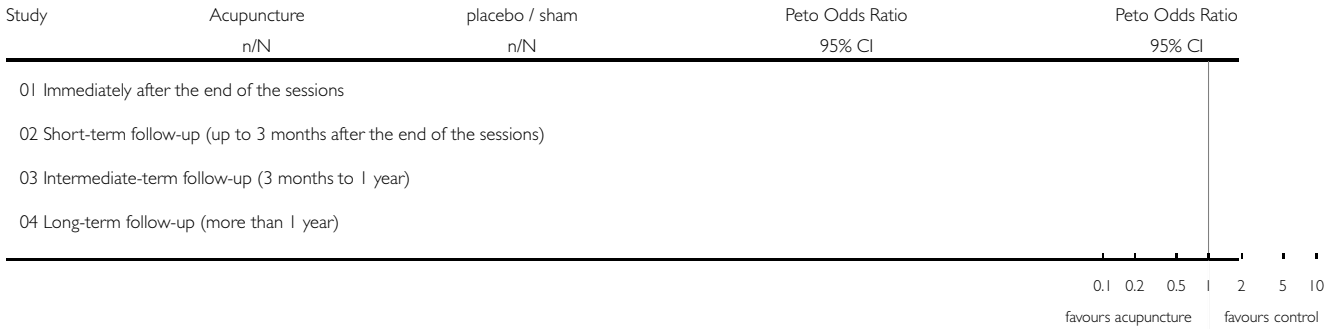 Study Acupuncture placebo / sham Peto Odds Ratio Peto Odds Ratio
n/N n/N 95% CI 95% CI
01 Immediately after the end of the sessions
02 Short-term follow-up (up to 3 months after the end of the sessions)
03 Intermediate-term follow-up (3 months to 1 year)
04 Long-term follow-up (more than 1 year)
0.1 0.2 0.5 1 2 5 10
favours acupuncture favours control